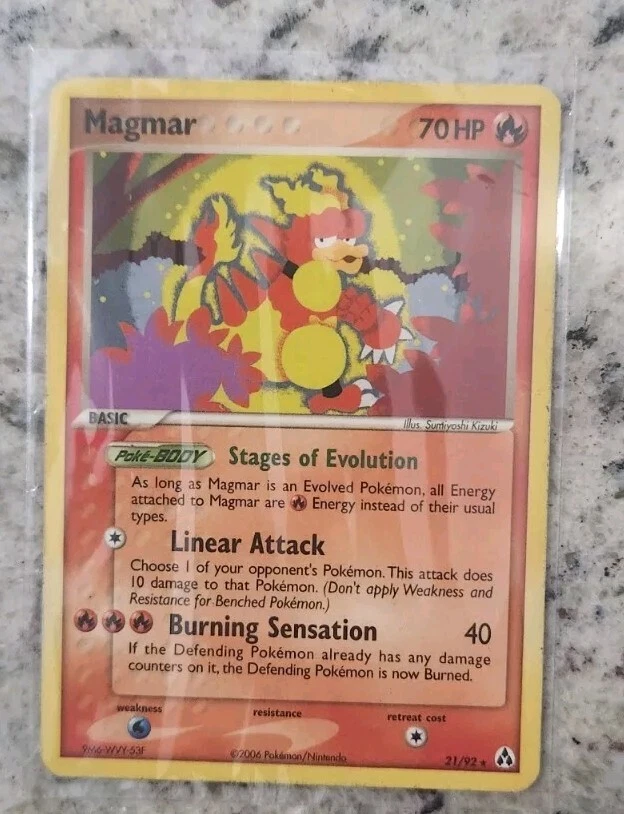 Magmar 70 HP
BASIC
Illus. Sumiyoshi Kizuki
Poké-BODY Stages of Evolution
As long as Magmar is an Evolved Pokémon, all Energy
attached to Magmar are Energy instead of their usual
types.
Linear Attack
Choose 1 of your opponent's Pokémon. This attack does
10 damage to that Pokémon. (Don't apply Weakness and
Resistance for Benched Pokémon.)
Burning Sensation 40
If the Defending Pokémon already has any damage
counters on it, the Defending Pokémon is now Burned.
weakness resistance retreat cost
9M6-WVY-53F ©2006 Pokémon/Nintendo 21/92 ★